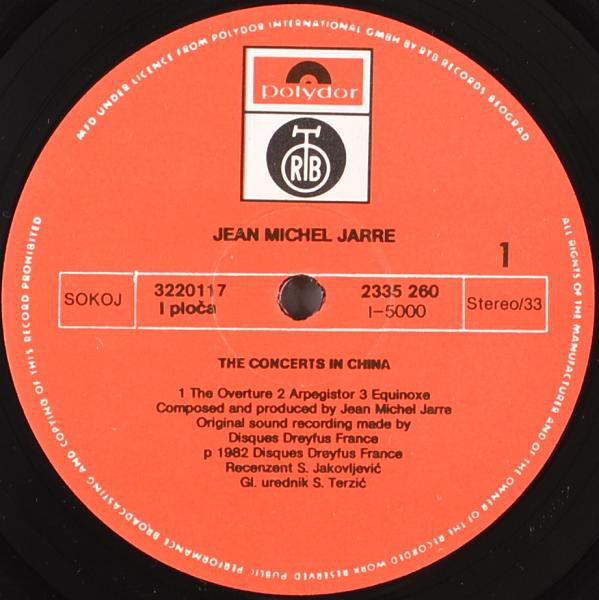 MFD UNDER LICENCE FROM POLYDOR INTERNATIONAL GMBH BY RTB RECORDS BEOGRAD
polydor
RTB
JEAN MICHEL JARRE
1
SOKOJ
3220117
I ploča
2335 260
I-5000
Stereo/33
THE CONCERTS IN CHINA
1 The Overture 2 Arpegistor 3 Equinoxe
Composed and produced by Jean Michel Jarre
Original sound recording made by
Disques Dreyfus France
p 1982 Disques Dreyfus France
Recenzent S. Jakovljević
Gl. urednik S. Terzić
ALL RIGHTS OF THE MANUFACTURER AND OF THE OWNER OF THE RECORDED WORK RESERVED PUBLIC PERFORMANCE BROADCASTING AND COPYING OF THIS RECORD PROHIBITED